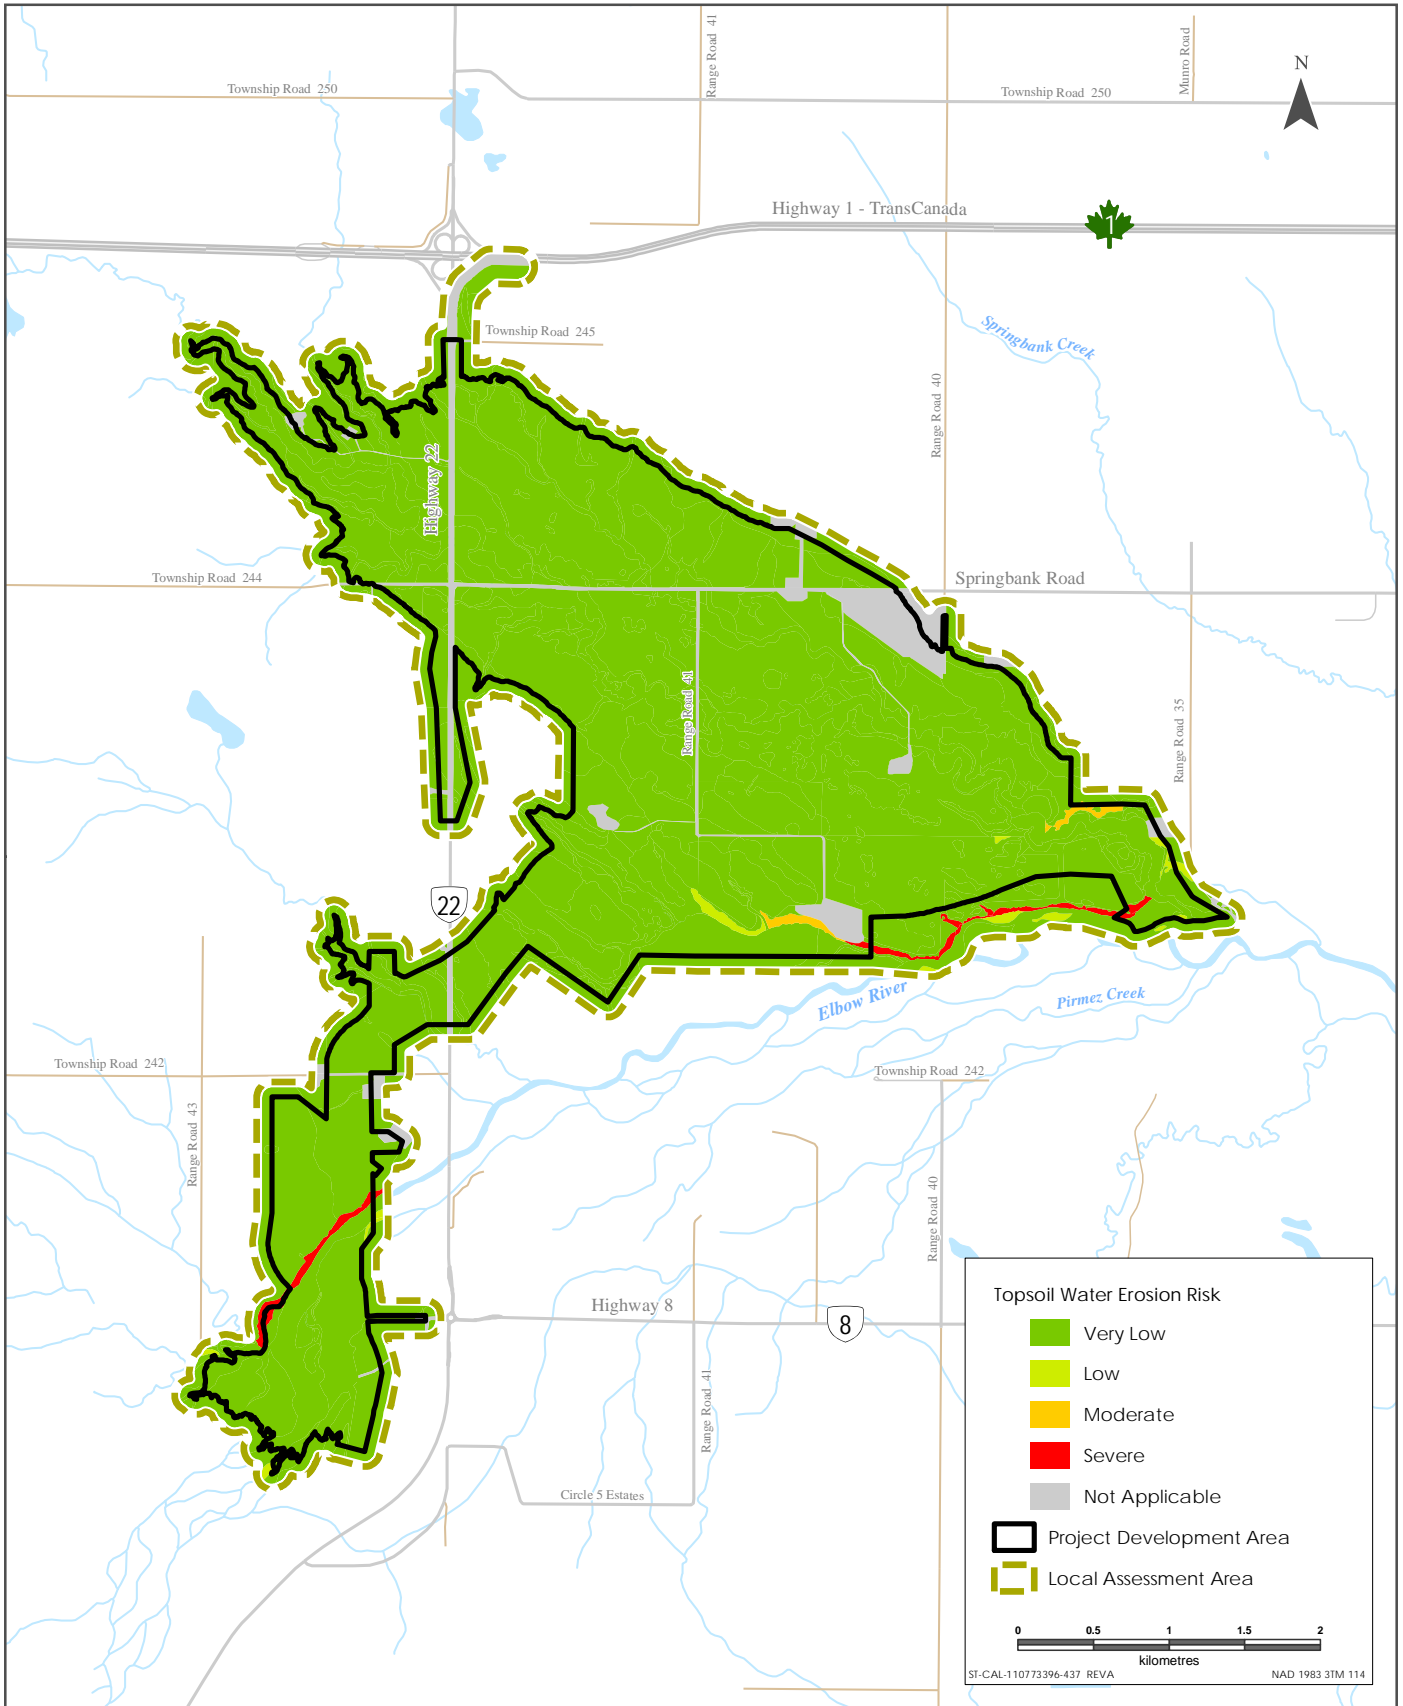 Range Road 41
Munro Road
N
Township Road 250
Township Road 250
Highway 1 - TransCanada
1
Springbank Creek
Township Road 245
Range Road 40
Highway 22
Township Road 244
Springbank Road
Range Road 41
Range Road 35
22
Elbow River
Pirmez Creek
Township Road 242
Township Road 242
Range Road 43
Range Road 40
Highway 8
8
Range Road 41
Circle 5 Estates
Topsoil Water Erosion Risk
Very Low
Low
Moderate
Severe
Not Applicable
Project Development Area
Local Assessment Area
0 0.5 1 1.5 2
kilometres
ST-CAL-110773396-437 REVA
NAD 1983 3TM 114